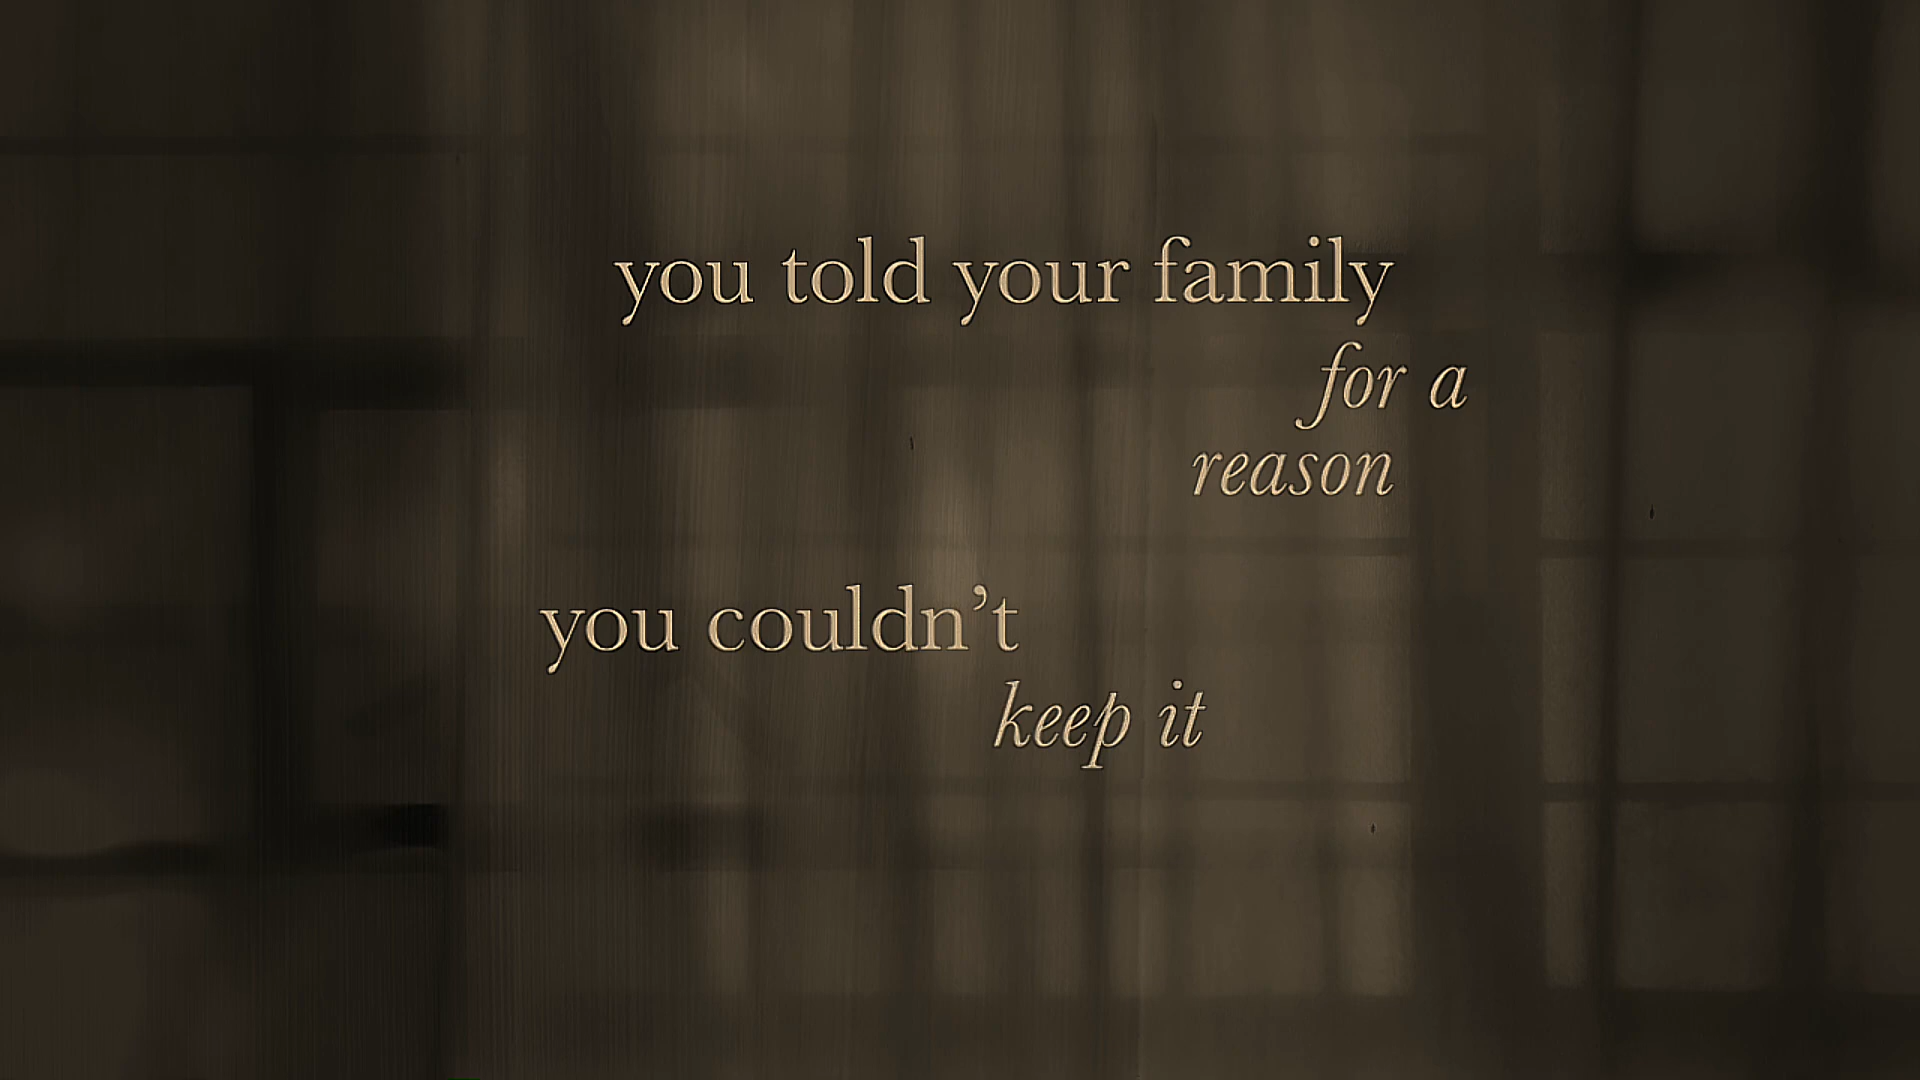 you told your family
for a
reason
you couldn’t
keep it